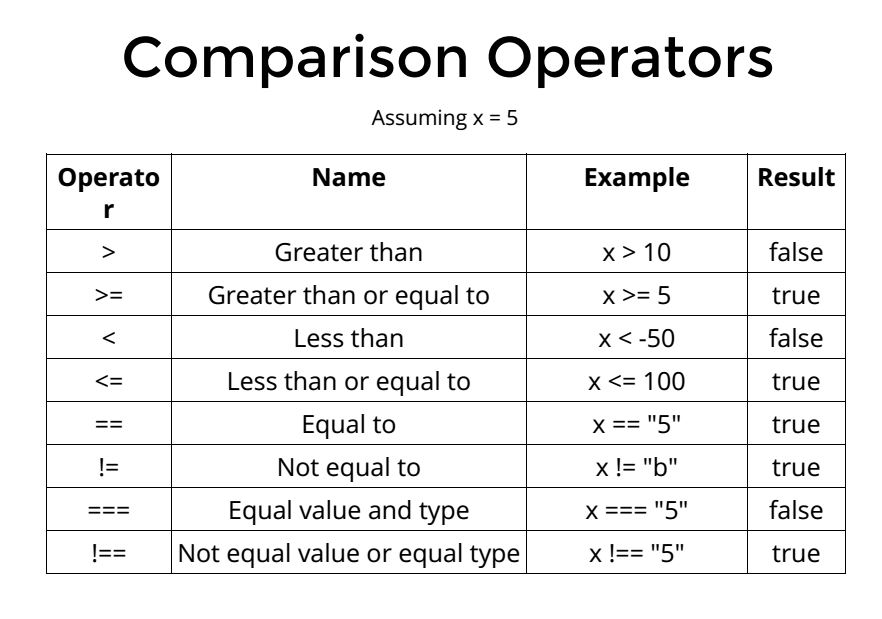 Comparison Operators
Assuming x = 5
Operato
r Name Example Result
> Greater than x > 10 false
>= Greater than or equal to x >= 5 true
< Less than x < -50 false
<= Less than or equal to x <= 100 true
== Equal to x == "5" true
!= Not equal to x != "b" true
=== Equal value and type x === "5" false
!== Not equal value or equal type x !== "5" true